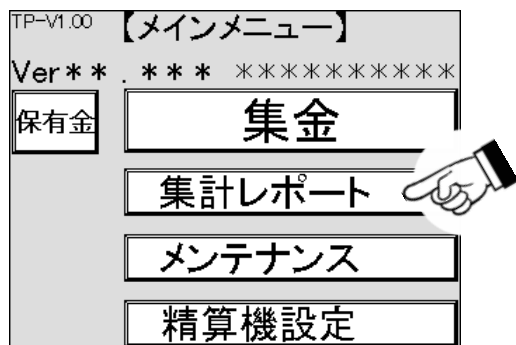 TP-V1.00 【メインメニュー】
Ver**.*** **********
保有金 集金
集計レポート
メンテナンス
精算機設定